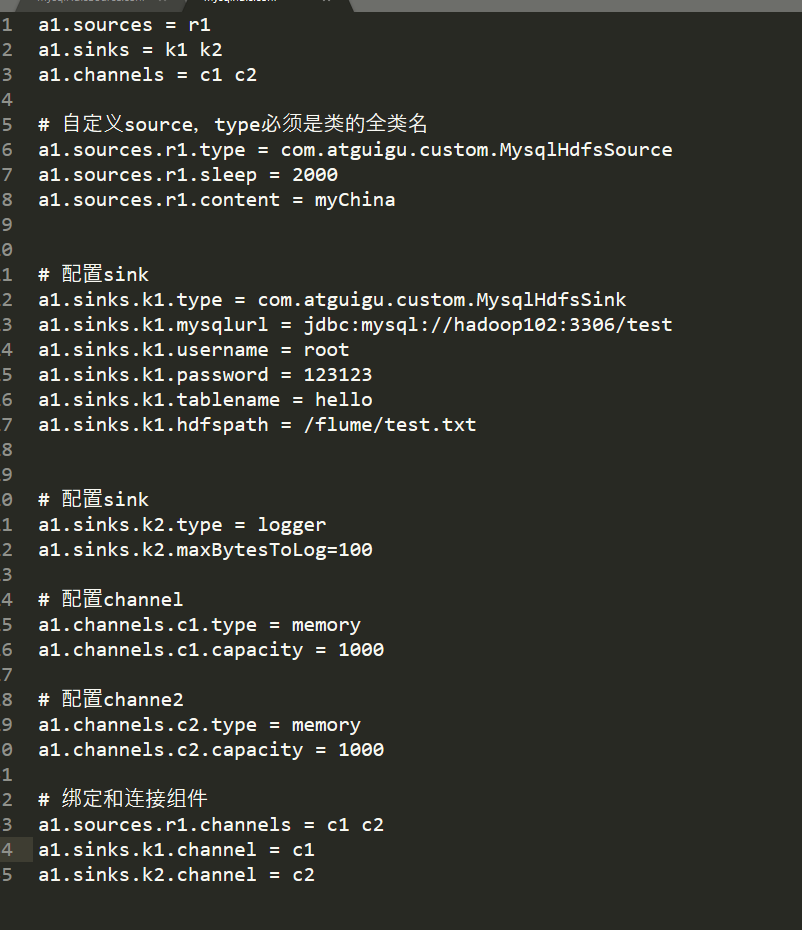 1 a1.sources = r1
2 a1.sinks = k1 k2
3 a1.channels = c1 c2
4
5 # 自定义source, type必须是类的全类名
6 a1.sources.r1.type = com.atguigu.custom.MysqlHdfsSource
7 a1.sources.r1.sleep = 2000
8 a1.sources.r1.content = myChina
9
0
1 # 配置sink
2 a1.sinks.k1.type = com.atguigu.custom.MysqlHdfsSink
3 a1.sinks.k1.mysqlurl = jdbc:mysql://hadoop102:3306/test
4 a1.sinks.k1.username = root
5 a1.sinks.k1.password = 123123
6 a1.sinks.k1.tablename = hello
7 a1.sinks.k1.hdfspath = /flume/test.txt
8
9
0 # 配置sink
1 a1.sinks.k2.type = logger
2 a1.sinks.k2.maxBytesToLog=100
3
4 # 配置channel
5 a1.channels.c1.type = memory
6 a1.channels.c1.capacity = 1000
7
8 # 配置channe2
9 a1.channels.c2.type = memory
0 a1.channels.c2.capacity = 1000
1
2 # 绑定和连接组件
3 a1.sources.r1.channels = c1 c2
4 a1.sinks.k1.channel = c1
5 a1.sinks.k2.channel = c2